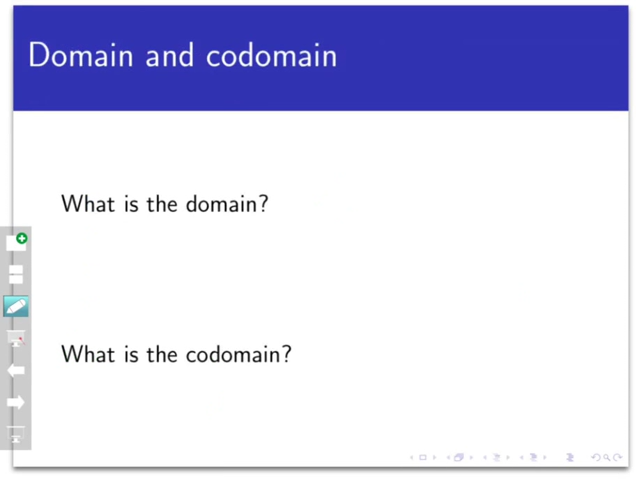 Domain and codomain
What is the domain?
What is the codomain?